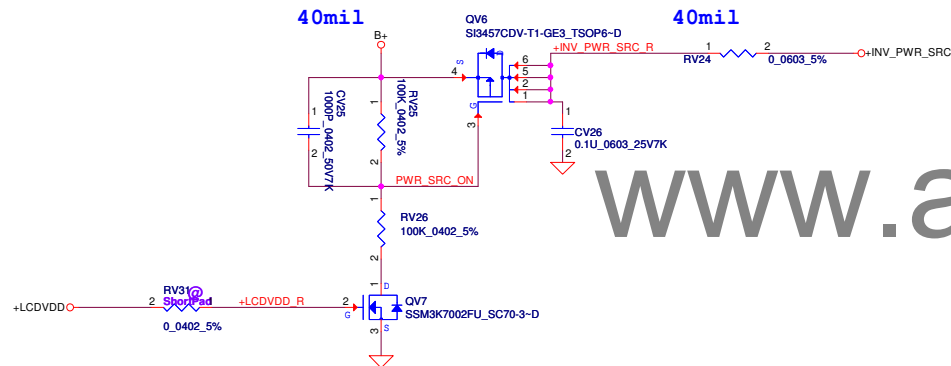 40mil
40mil
B+
QV6
SI3457CDV-T1-GE3_TSOP6~D
+INV_PWR_SRC_R
1
RV24
2
0_0603_5%
+INV_PWR_SRC
S
4
6
5
2
1
G
3
D
1
CV25
1000P_0402_50V7K
2
1
RV25
100K_0402_5%
2
1
CV26
0.1U_0603_25V7K
2
PWR_SRC_ON
www.a
1
RV26
100K_0402_5%
2
+LCDVDD
2
RV31
@
ShortPad
1
0_0402_5%
+LCDVDD_R
2
G
1
D
QV7
SSM3K7002FU_SC70-3~D
3
S